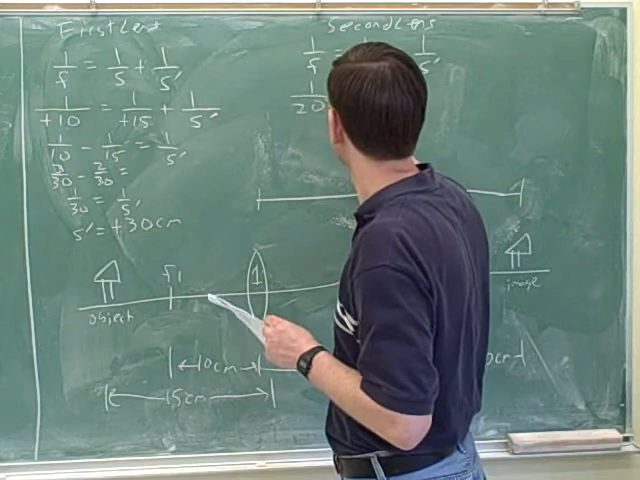 First Lens
1/f = 1/s + 1/s'
1/+10 = 1/+15 + 1/s'
1/10 - 1/15 = 1/s'
3/30 - 2/30 =
1/30 = 1/s'
s' = +30cm
Second Lens
1/f = 1/s'
1/20
f1
1
object
image
10cm
15cm
0cm